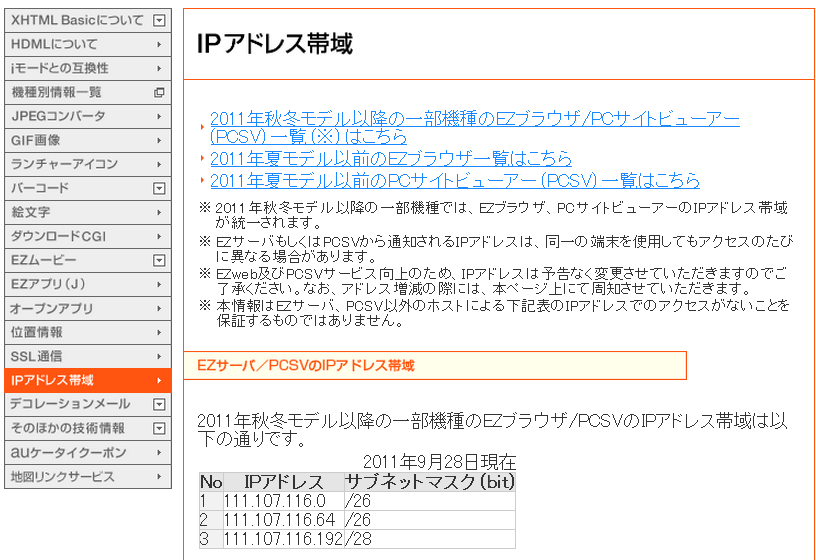 XHTML Basicについて
HDMLについて
iモードとの互換性
機種別情報一覧
JPEGコンバータ
GIF画像
ランチャーアイコン
バーコード
絵文字
ダウンロードCGI
EZムービー
EZアプリ(J)
オープンアプリ
位置情報
SSL通信
IPアドレス帯域
デコレーションメール
そのほかの技術情報
auケータイクーポン
地図リンクサービス
IPアドレス帯域
2011年秋冬モデル以降の一部機種のEZブラウザ/PCサイトビューアー
(PCSV)一覧(※)はこちら
2011年夏モデル以前のEZブラウザ一覧はこちら
2011年夏モデル以前のPCサイトビューアー(PCSV)一覧はこちら
※ 2011年秋冬モデル以降の一部機種では、EZブラウザ、PCサイトビューアーのIPアドレス帯域
が統一されます。
※ EZサーバもしくはPCSVから通知されるIPアドレスは、同一の端末を使用してもアクセスのたび
に異なる場合があります。
※ EZweb及びPCSVサービス向上のため、IPアドレスは予告なく変更させていただきますのでご
了承ください。なお、アドレス増減の際には、本ページ上にて周知させていただきます。
※ 本情報はEZサーバ、PCSV以外のホストによる下記表のIPアドレスでのアクセスがないことを
保証するものではありません。
EZサーバ/PCSVのIPアドレス帯域
2011年秋冬モデル以降の一部機種のEZブラウザ/PCSVのIPアドレス帯域は以
下の通りです。
2011年9月28日現在
No IPアドレス サブネットマスク(bit)
1 111.107.116.0 /26
2 111.107.116.64 /26
3 111.107.116.192 /28